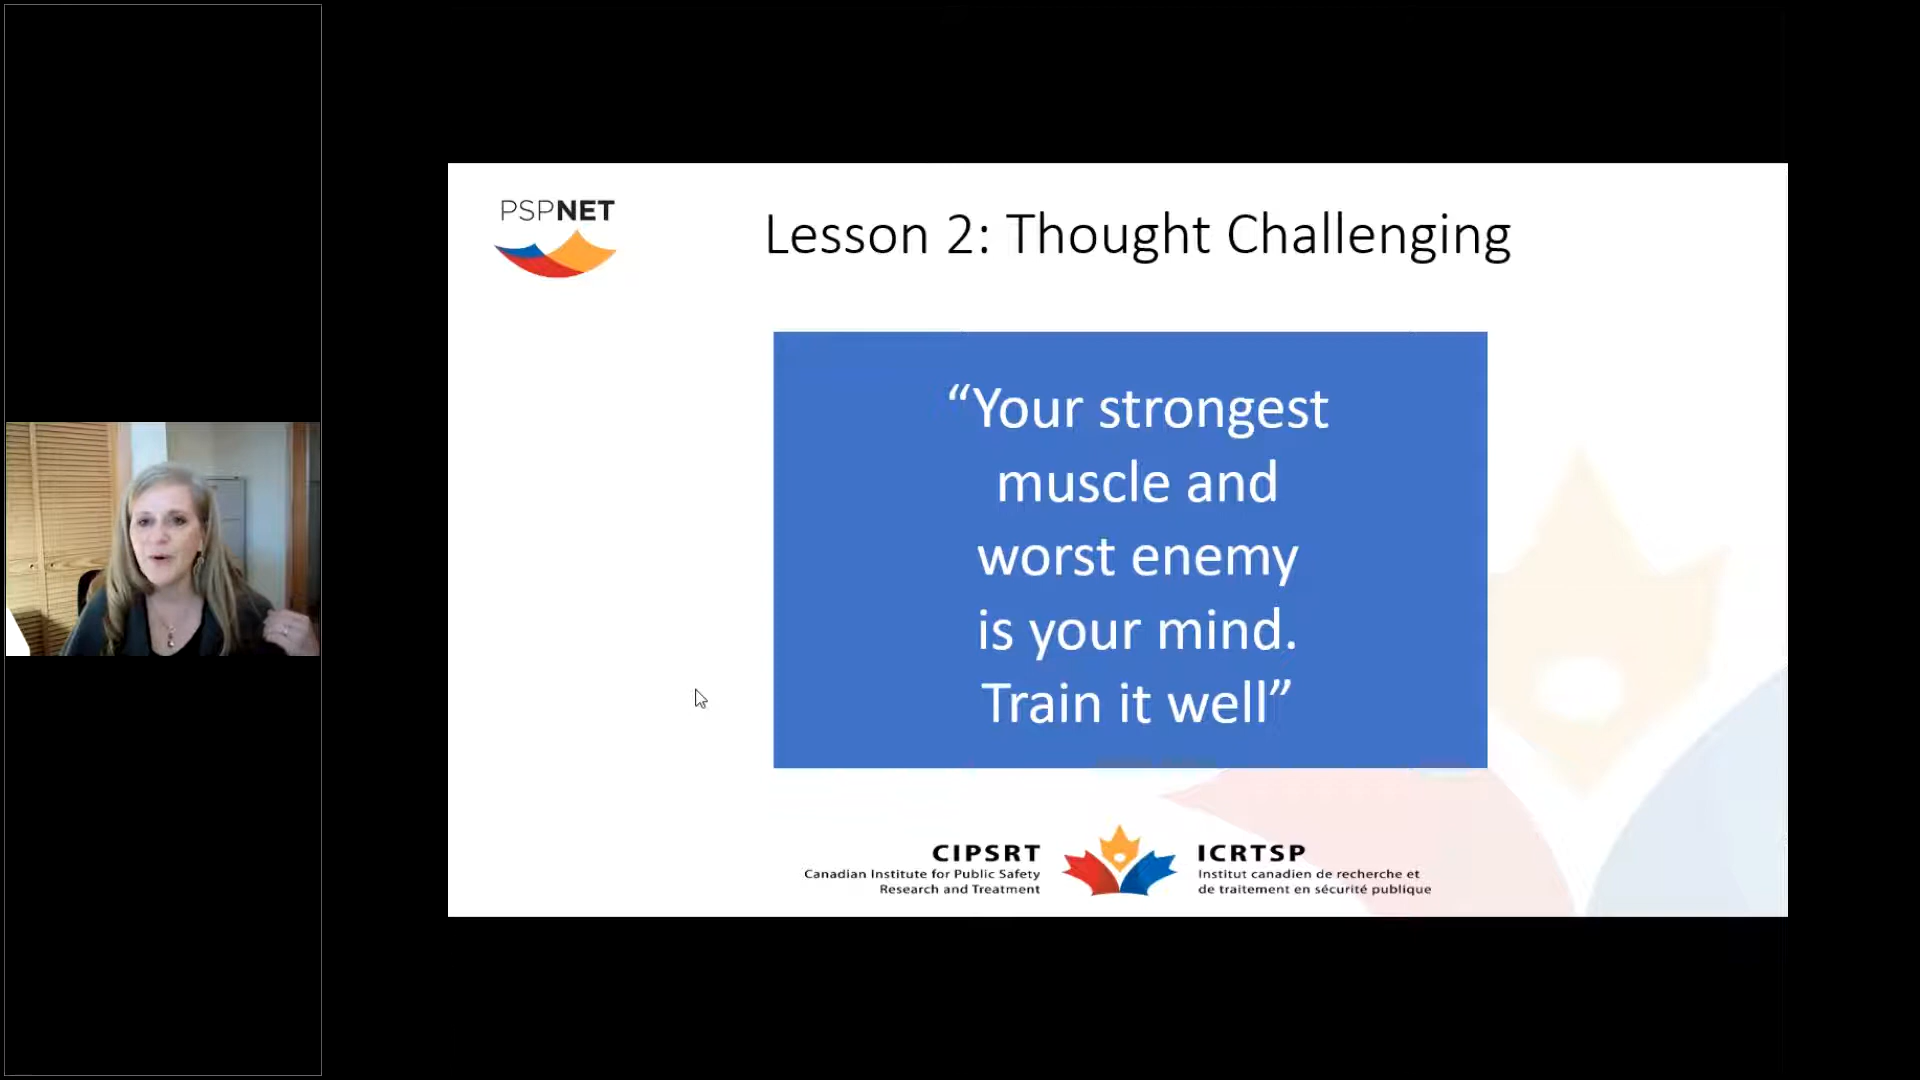 PSPNET
Lesson 2: Thought Challenging
“Your strongest
muscle and
worst enemy
is your mind.
Train it well”
CIPSRT
Canadian Institute for Public Safety
Research and Treatment
ICRTSP
Institut canadien de recherche et
de traitement en sécurité publique